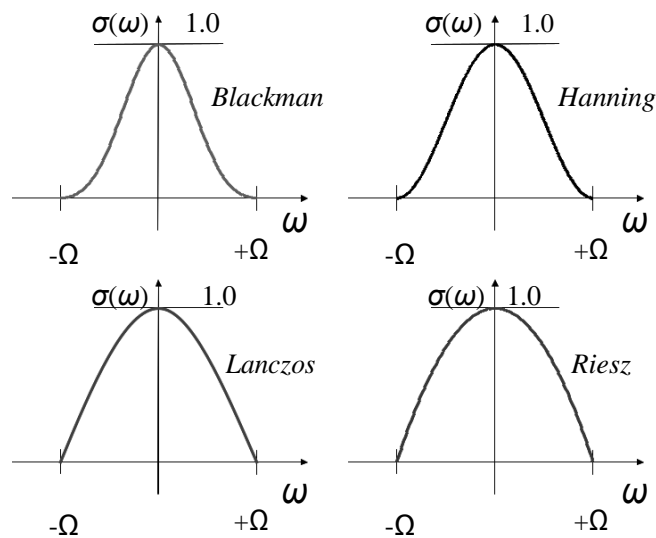 σ(ω) 1.0
Blackman
ω
-Ω +Ω
σ(ω) 1.0
Hanning
ω
-Ω +Ω
σ(ω) 1.0
Lanczos
ω
-Ω +Ω
σ(ω) 1.0
Riesz
ω
-Ω +Ω